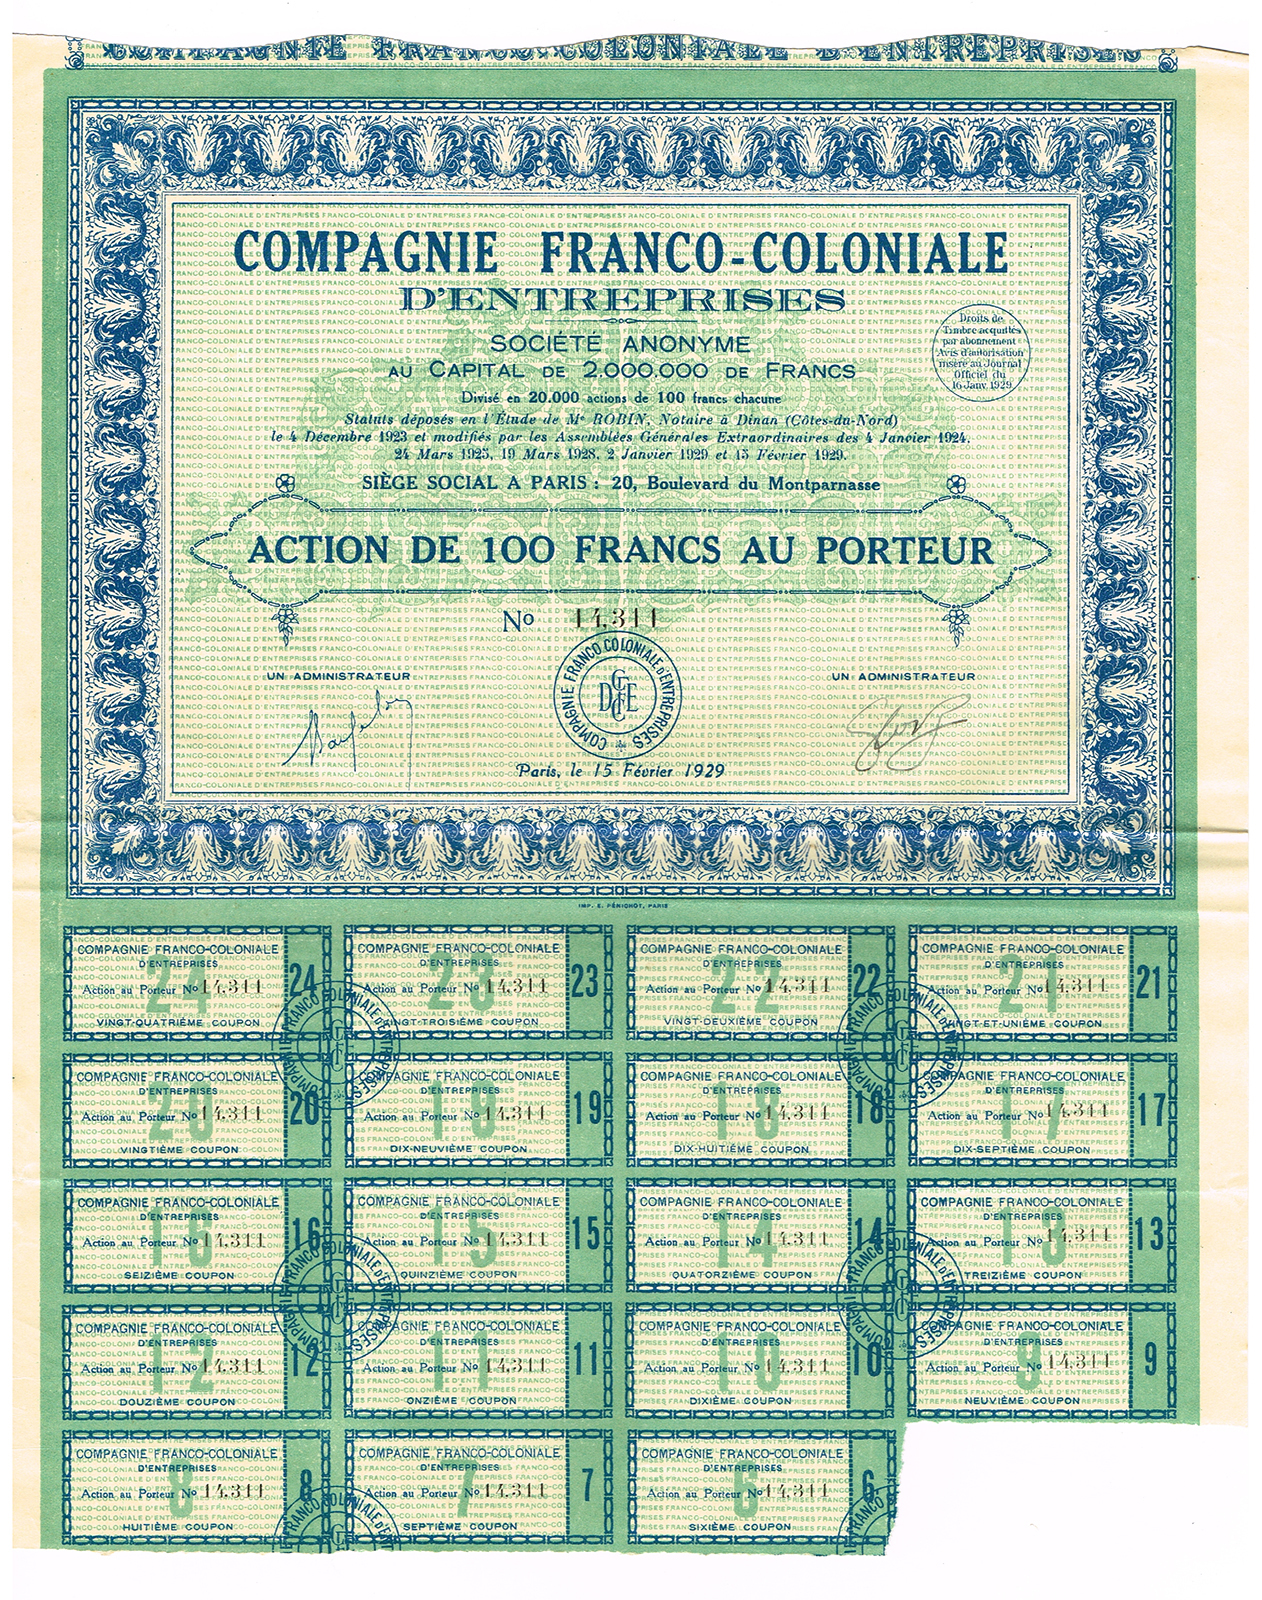 COMPAGNIE FRANCO-COLONIALE D'ENTREPRISES
COMPAGNIE FRANCO-COLONIALE
D'ENTREPRISES
SOCIÉTÉ ANONYME
AU CAPITAL DE 2.000.000 DE FRANCS
Divisé en 20.000 actions de 100 francs chacune
Statuts déposés en l'Étude de Me ROBIN, Notaire à Dinan (Côtes-du-Nord)
le 4 Décembre 1923 et modifiés par les Assemblées Générales Extraordinaires des 4 Janvier 1924,
24 Mars 1925, 19 Mars 1928, 2 Janvier 1929 et 15 Février 1929.
SIÈGE SOCIAL A PARIS : 20, Boulevard du Montparnasse
Droits de
Timbre acquittés
par abonnement
Avis d'autorisation
inséré au Journal
Officiel du
16 Janv. 1929
ACTION DE 100 FRANCS AU PORTEUR
No 14,311
UN ADMINISTRATEUR
UN ADMINISTRATEUR
COMPAGNIE FRANCO COLONIALE D'ENTREPRISES
Paris, le 15 Février 1929
IMP. E. PÉRICHOT, PARIS
COMPAGNIE FRANCO-COLONIALE
D'ENTREPRISES
Action au Porteur No 14,311
VINGT-QUATRIÈME COUPON
24
COMPAGNIE FRANCO-COLONIALE
D'ENTREPRISES
Action au Porteur No 14,311
VINGT-TROISIÈME COUPON
23
COMPAGNIE FRANCO-COLONIALE
D'ENTREPRISES
Action au Porteur No 14,311
VINGT-DEUXIÈME COUPON
22
COMPAGNIE FRANCO-COLONIALE
D'ENTREPRISES
Action au Porteur No 14,311
VINGT-ET-UNIÈME COUPON
21
COMPAGNIE FRANCO-COLONIALE
D'ENTREPRISES
Action au Porteur No 14,311
VINGTIÈME COUPON
20
COMPAGNIE FRANCO-COLONIALE
D'ENTREPRISES
Action au Porteur No 14,311
DIX-NEUVIÈME COUPON
19
COMPAGNIE FRANCO-COLONIALE
D'ENTREPRISES
Action au Porteur No 14,311
DIX-HUITIÈME COUPON
18
COMPAGNIE FRANCO-COLONIALE
D'ENTREPRISES
Action au Porteur No 14,311
DIX-SEPTIÈME COUPON
17
COMPAGNIE FRANCO-COLONIALE
D'ENTREPRISES
Action au Porteur No 14,311
SEIZIÈME COUPON
16
COMPAGNIE FRANCO-COLONIALE
D'ENTREPRISES
Action au Porteur No 14,311
QUINZIÈME COUPON
15
COMPAGNIE FRANCO-COLONIALE
D'ENTREPRISES
Action au Porteur No 14,311
QUATORZIÈME COUPON
14
COMPAGNIE FRANCO-COLONIALE
D'ENTREPRISES
Action au Porteur No 14,311
TREIZIÈME COUPON
13
COMPAGNIE FRANCO-COLONIALE
D'ENTREPRISES
Action au Porteur No 14,311
DOUZIÈME COUPON
12
COMPAGNIE FRANCO-COLONIALE
D'ENTREPRISES
Action au Porteur No 14,311
ONZIÈME COUPON
11
COMPAGNIE FRANCO-COLONIALE
D'ENTREPRISES
Action au Porteur No 14,311
DIXIÈME COUPON
10
COMPAGNIE FRANCO-COLONIALE
D'ENTREPRISES
Action au Porteur No 14,311
NEUVIÈME COUPON
9
COMPAGNIE FRANCO-COLONIALE
D'ENTREPRISES
Action au Porteur No 14,311
HUITIÈME COUPON
8
COMPAGNIE FRANCO-COLONIALE
D'ENTREPRISES
Action au Porteur No 14,311
SEPTIÈME COUPON
7
COMPAGNIE FRANCO-COLONIALE
D'ENTREPRISES
Action au Porteur No 14,311
SIXIÈME COUPON
6